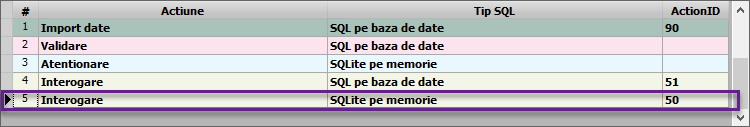 # Actiune Tip SQL ActionID
1 Import date SQL pe baza de date 90
2 Validare SQL pe baza de date
3 Atentionare SQLite pe memorie
4 Interogare SQL pe baza de date 51
5 Interogare SQLite pe memorie 50